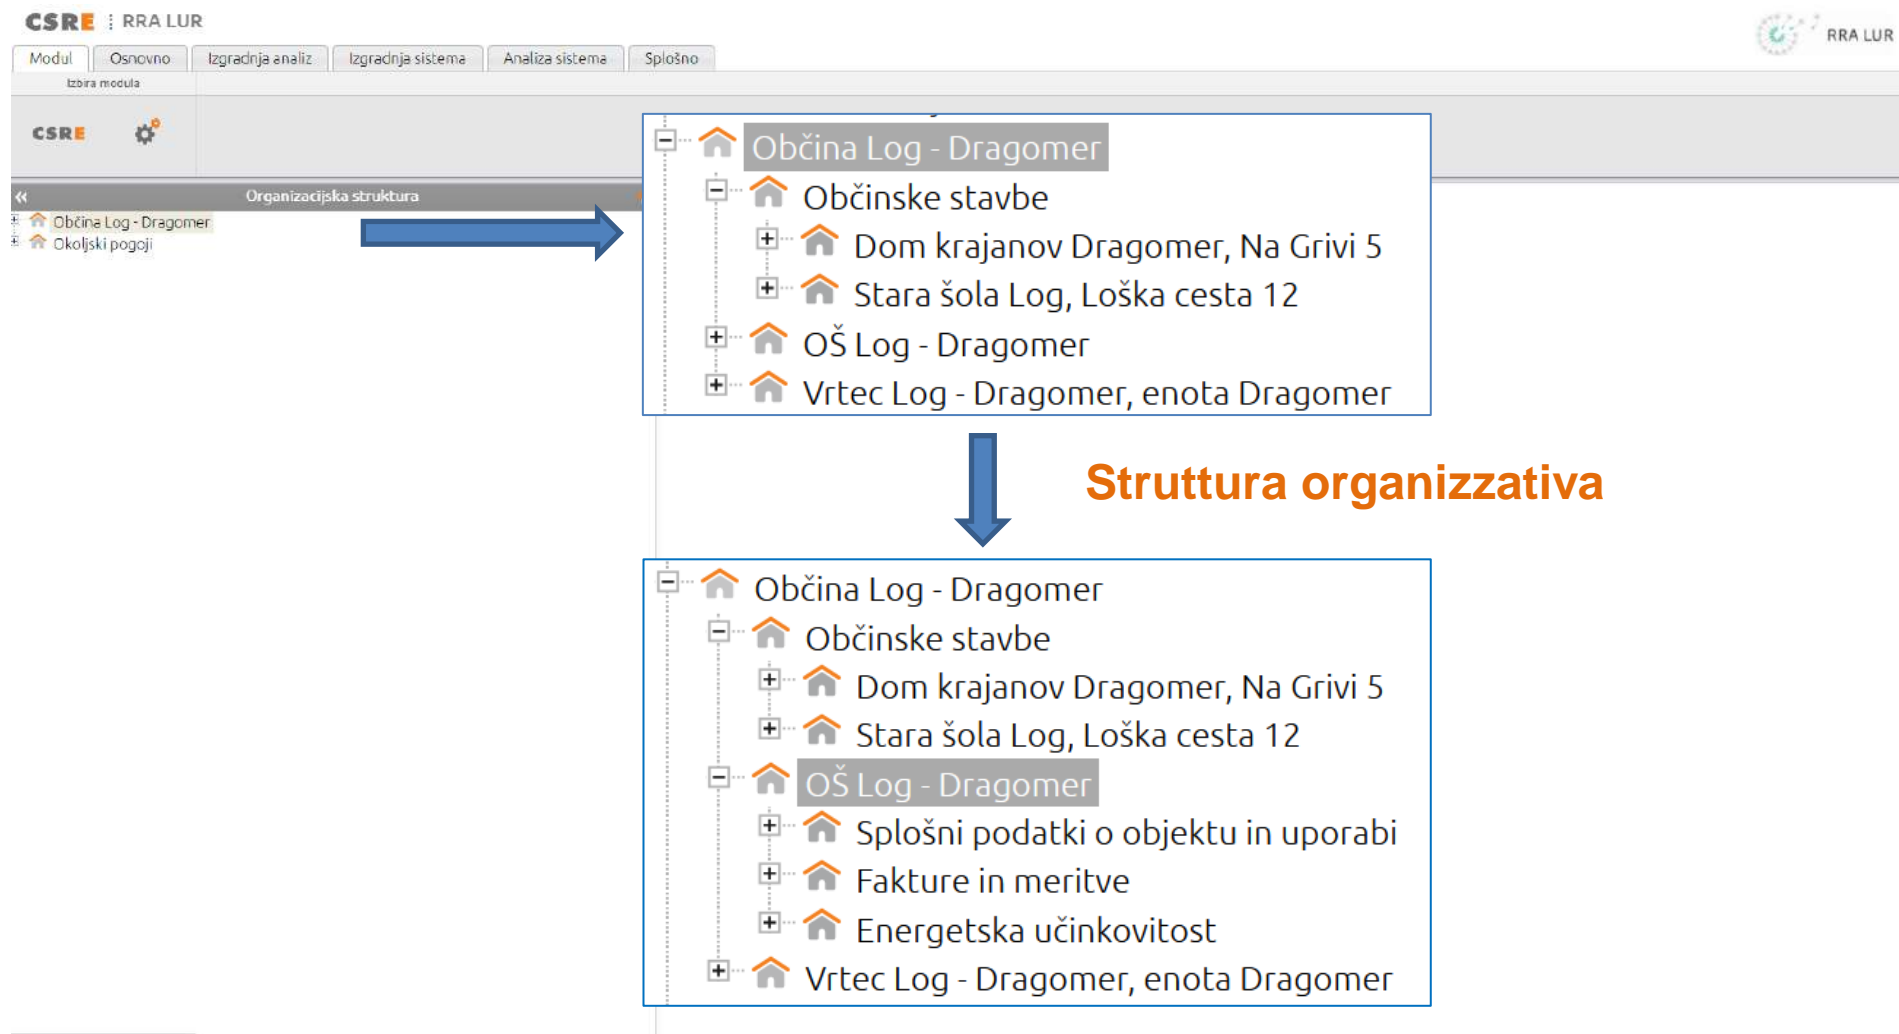 CSRE RRA LUR
RRA LUR
Modul Osnovno Izgradnja analiz Izgradnja sistema Analiza sistema Splošno
Izbira modula
CSRE
Organizacijska struktura
Občina Log - Dragomer
Okoljski pogoji
Občina Log - Dragomer
Občinske stavbe
Dom krajanov Dragomer, Na Grivi 5
Stara šola Log, Loška cesta 12
OŠ Log - Dragomer
Vrtec Log - Dragomer, enota Dragomer
Struttura organizzativa
Občina Log - Dragomer
Občinske stavbe
Dom krajanov Dragomer, Na Grivi 5
Stara šola Log, Loška cesta 12
OŠ Log - Dragomer
Splošni podatki o objektu in uporabi
Fakture in meritve
Energetska učinkovitost
Vrtec Log - Dragomer, enota Dragomer